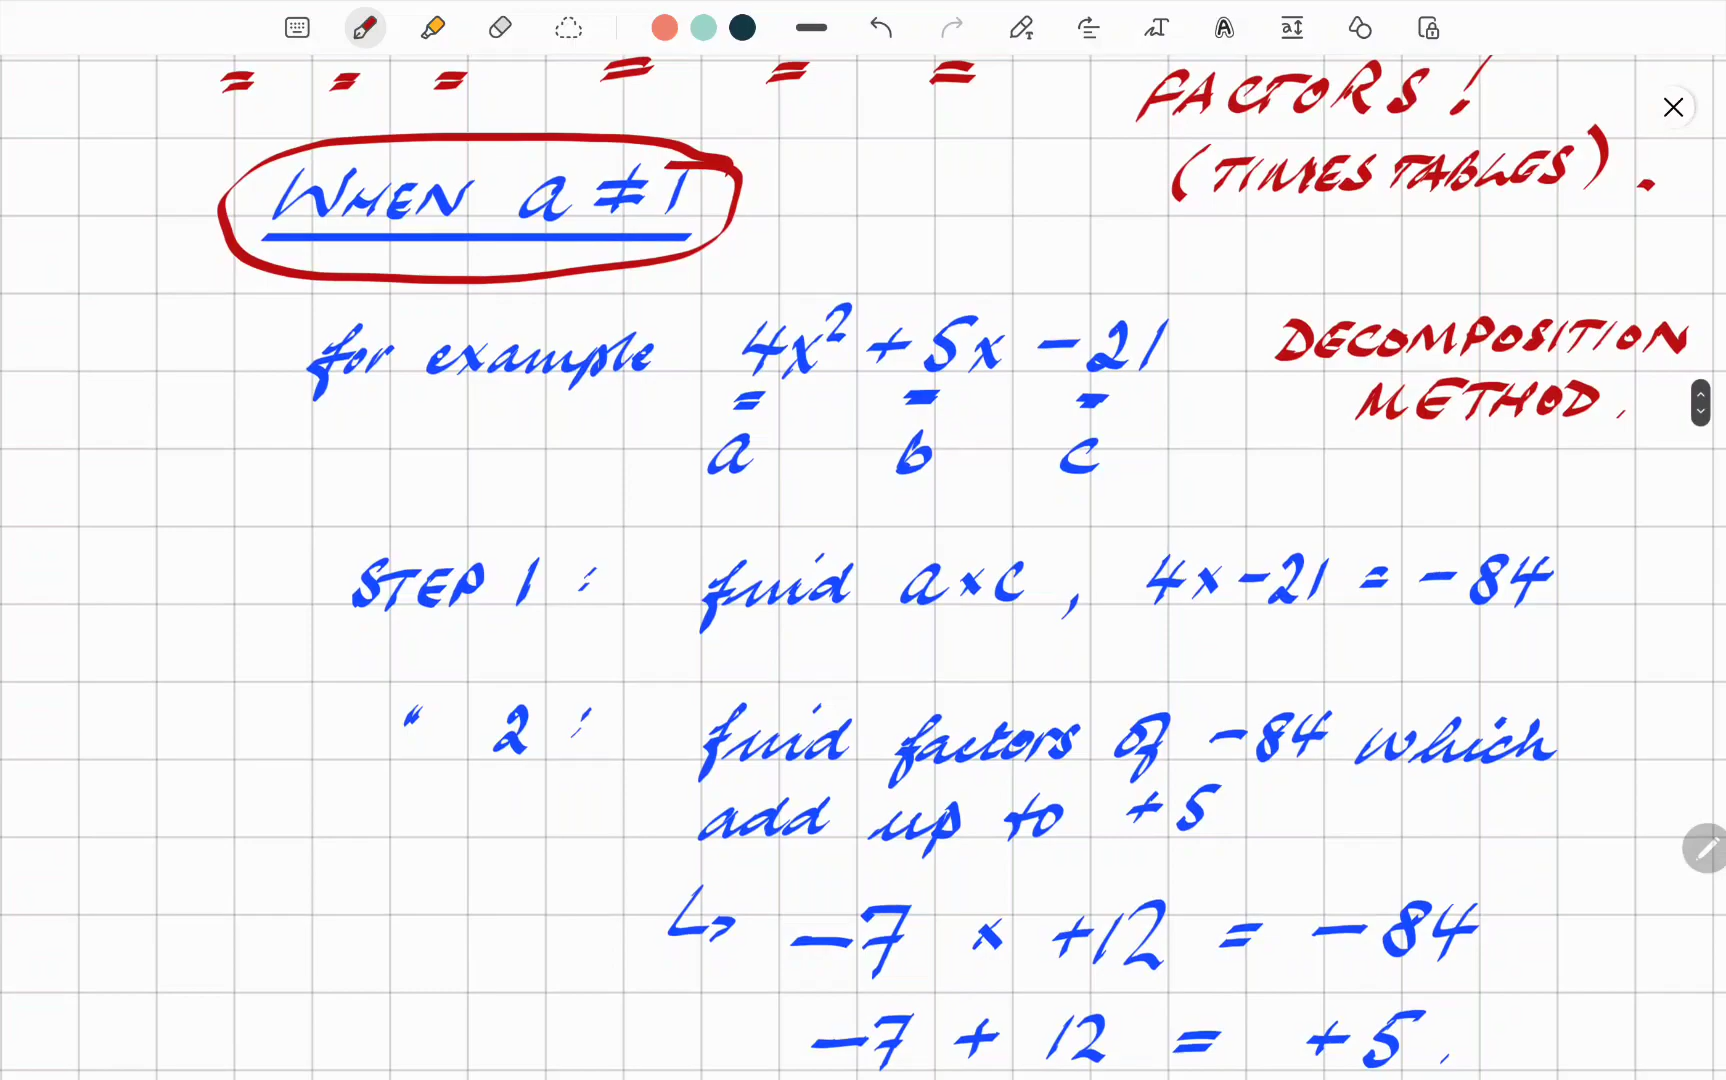 = = = = = =
FACTORS!
(TIMES TABLES).
WHEN a ≠ 1
for example 4x² + 5x - 21
DECOMPOSITION
METHOD.
a b c
STEP 1 : find a×c , 4x-21 = -84
" 2 : find factors of -84 which
add up to +5
↳ -7 × +12 = -84
-7 + 12 = +5.